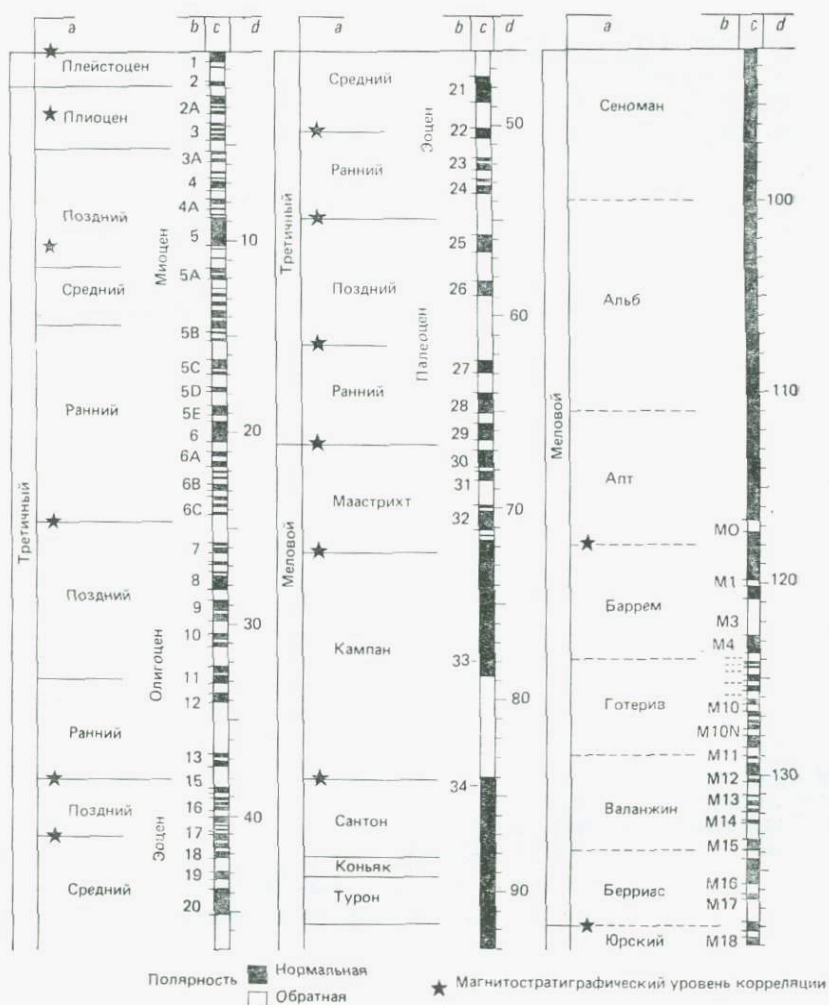 a b c d
Плейстоцен 1
2
Плиоцен 2A
3
3A
4
Поздний 4A
5 10
Миоцен
5A
Средний
5B
5C
5D
Ранний 5E
6 20
6A
6B
6C
Третичный
7
8
Поздний 9
30
10
Олигоцен
11
12
Ранний 13
15
Поздний 16 40
17
Эоцен
18
19
Средний 20
a b c d
Средний 21
Эоцен
22 50
23
Ранний 24
Третичный
25
Поздний 26
60
Палеоцен
27
Ранний 28
29
30
31
Маастрихт 70
32
Меловой
Кампан 33
80
34
Сантон
Коньяк
Турон 90
a b c d
Сеноман
100
Альб
110
Меловой
Апт
M0
M1 120
Баррем M3
M4
Готерив M10
M10N
M11
M12 130
Валанжин M13
M14
M15
Берриас M16
M17
Юрский M18
Полярность Нормальная
Обратная
★ Магнитостратиграфический уровень корреляции